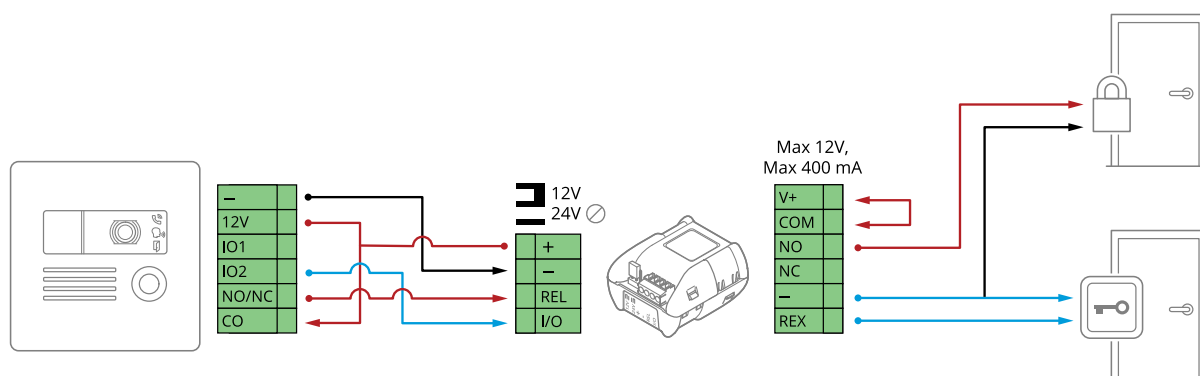 Max 12V,
Max 400 mA
12V
24V
–
12V
IO1
IO2
NO/NC
CO
+
–
REL
I/O
V+
COM
NO
NC
–
REX